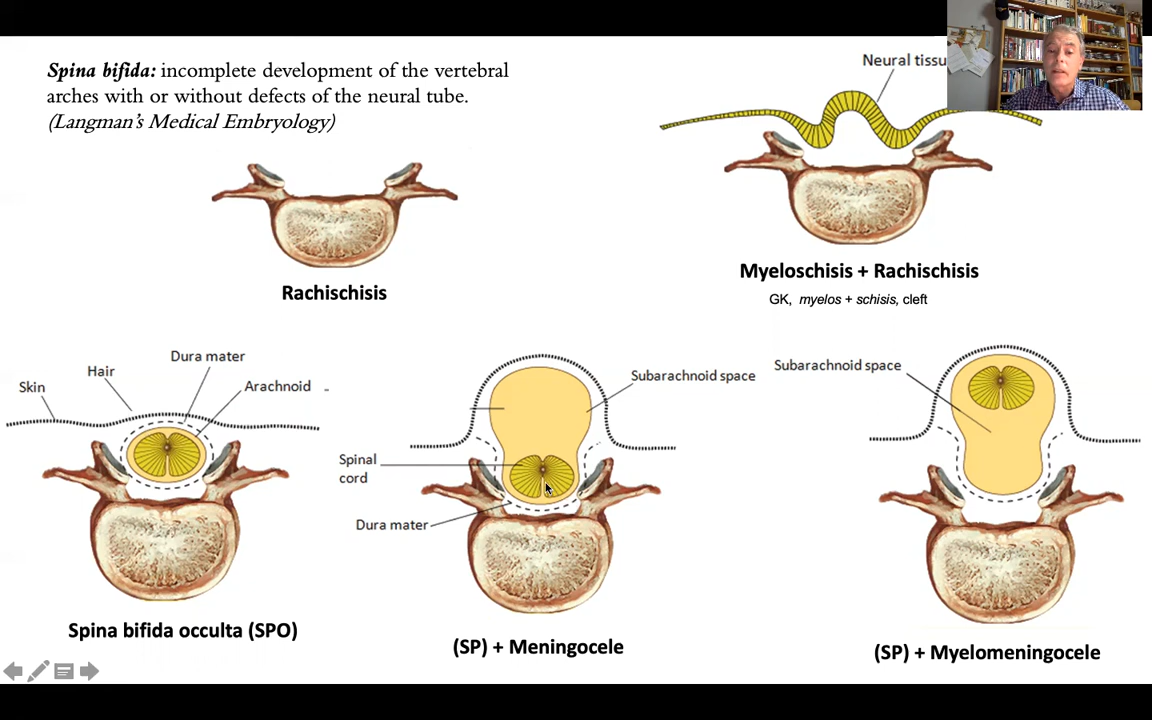 Spina bifida: incomplete development of the vertebral
arches with or without defects of the neural tube.
(Langman's Medical Embryology)
Neural tissu
Rachischisis
Myeloschisis + Rachischisis
GK, myelos + schisis, cleft
Dura mater
Hair
Skin
Arachnoid
Subarachnoid space
Subarachnoid space
Spinal
cord
Dura mater
Spina bifida occulta (SPO)
(SP) + Meningocele
(SP) + Myelomeningocele